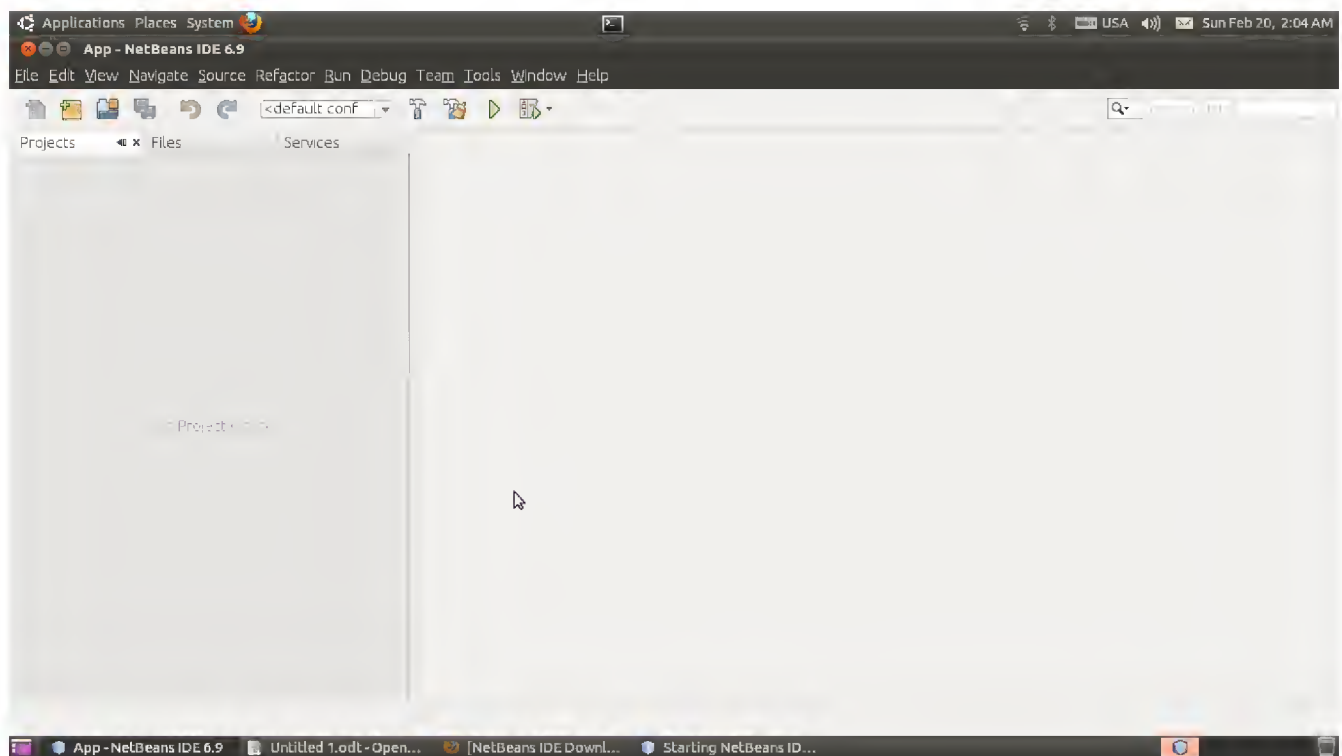 Applications Places System
USA Sun Feb 20, 2:04 AM
App - NetBeans IDE 6.9
File Edit View Navigate Source Refactor Run Debug Team Tools Window Help
<default conf
Projects Files Services
Project
App - NetBeans IDE 6.9 Untitled 1.odt - Open... [NetBeans IDE Downl... Starting NetBeans ID...